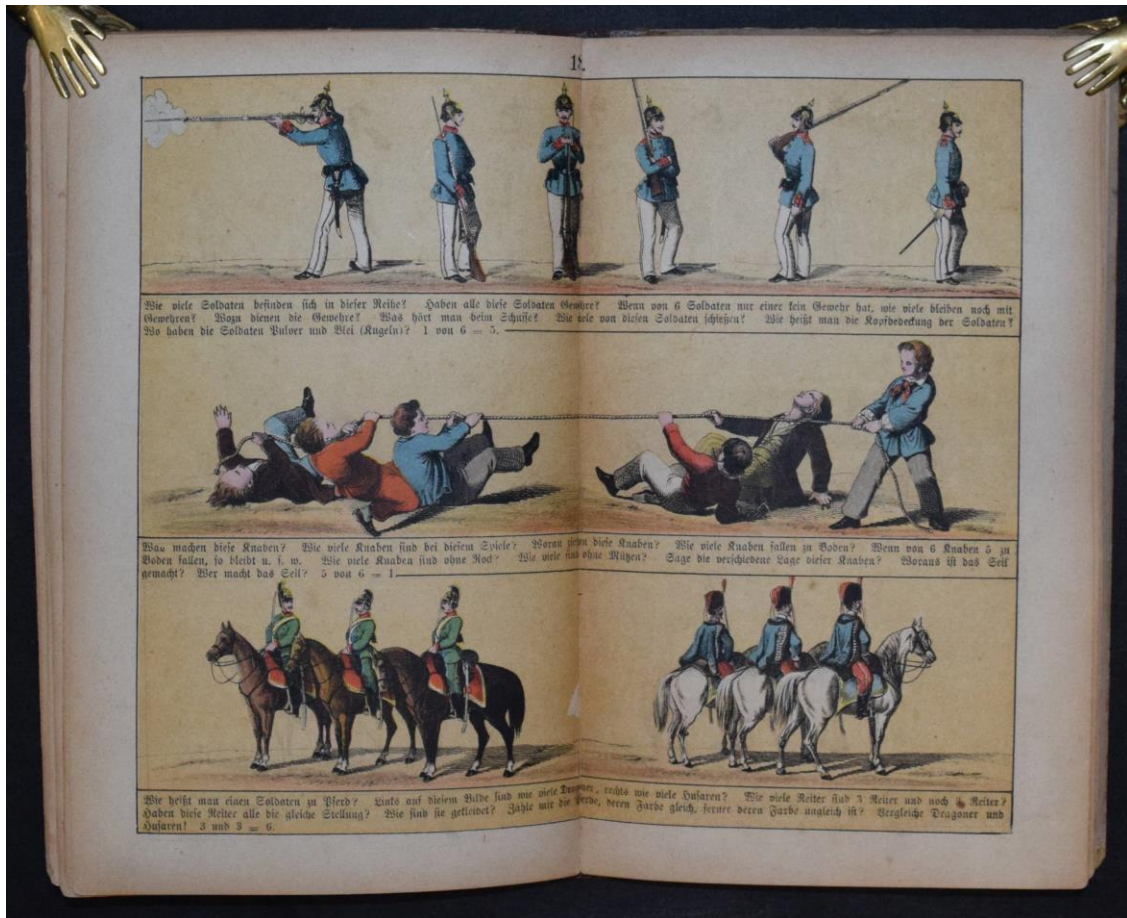 18.
Wie viele Soldaten befinden sich in dieser Reihe? Haben alle diese Soldaten Gewehre? Wenn von 6 Soldaten nur einer kein Gewehr hat, wie viele bleiben noch mit
Gewehren? Wozu dienen die Gewehre? Was hört man beim Schusse? Wie viele von diesen Soldaten schießen? Wie heißt man die Kopfbedeckung der Soldaten?
Wo haben die Soldaten Pulver und Blei (Kugeln)? 1 von 6 = 5.
Was machen diese Knaben? Wie viele Knaben sind bei diesem Spiele? Woran ziehen diese Knaben? Wie viele Knaben fallen zu Boden? Wenn von 6 Knaben 5 zu
Boden fallen, so bleibt u. s. w. Wie viele Knaben sind ohne Rock? Wie viele sind ohne Mützen? Sage die verschiedene Lage dieser Knaben? Woraus ist das Seil
gemacht? Wer macht das Seil? 5 von 6 = 1.
Wie heißt man einen Soldaten zu Pferd? Links auf diesem Bilde sind wie viele Dragoner, rechts wie viele Husaren? Wie viele Reiter sind 3 Reiter und noch Reiter?
Haben diese Reiter alle die gleiche Stellung? Wie sind sie gekleidet? Zähle mir die Pferde, deren Farbe gleich, ferner deren Farbe ungleich ist? Vergleiche Dragoner und
Husaren! 3 und 3 = 6.